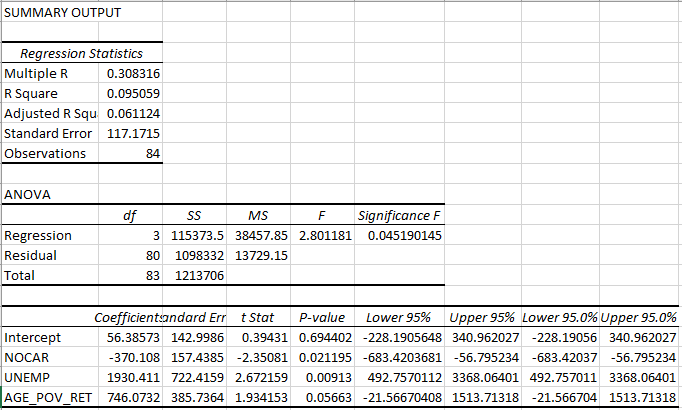 SUMMARY OUTPUT
Regression Statistics
Multiple R 0.308316
R Square 0.095059
Adjusted R Squ 0.061124
Standard Error 117.1715
Observations 84
ANOVA
df SS MS F Significance F
Regression 3 115373.5 38457.85 2.801181 0.045190145
Residual 80 1098332 13729.15
Total 83 1213706
Coefficients andard Err t Stat P-value Lower 95% Upper 95% Lower 95.0% Upper 95.0%
Intercept 56.38573 142.9986 0.39431 0.694402 -228.1905648 340.962027 -228.19056 340.962027
NOCAR -370.108 157.4385 -2.35081 0.021195 -683.4203681 -56.795234 -683.42037 -56.795234
UNEMP 1930.411 722.4159 2.672159 0.00913 492.7570112 3368.06401 492.757011 3368.06401
AGE_POV_RET 746.0732 385.7364 1.934153 0.05663 -21.56670408 1513.71318 -21.566704 1513.71318